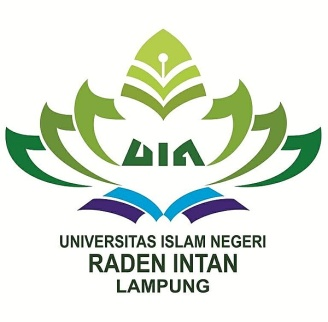 UIN
UNIVERSITAS ISLAM NEGERI
RADEN INTAN
LAMPUNG